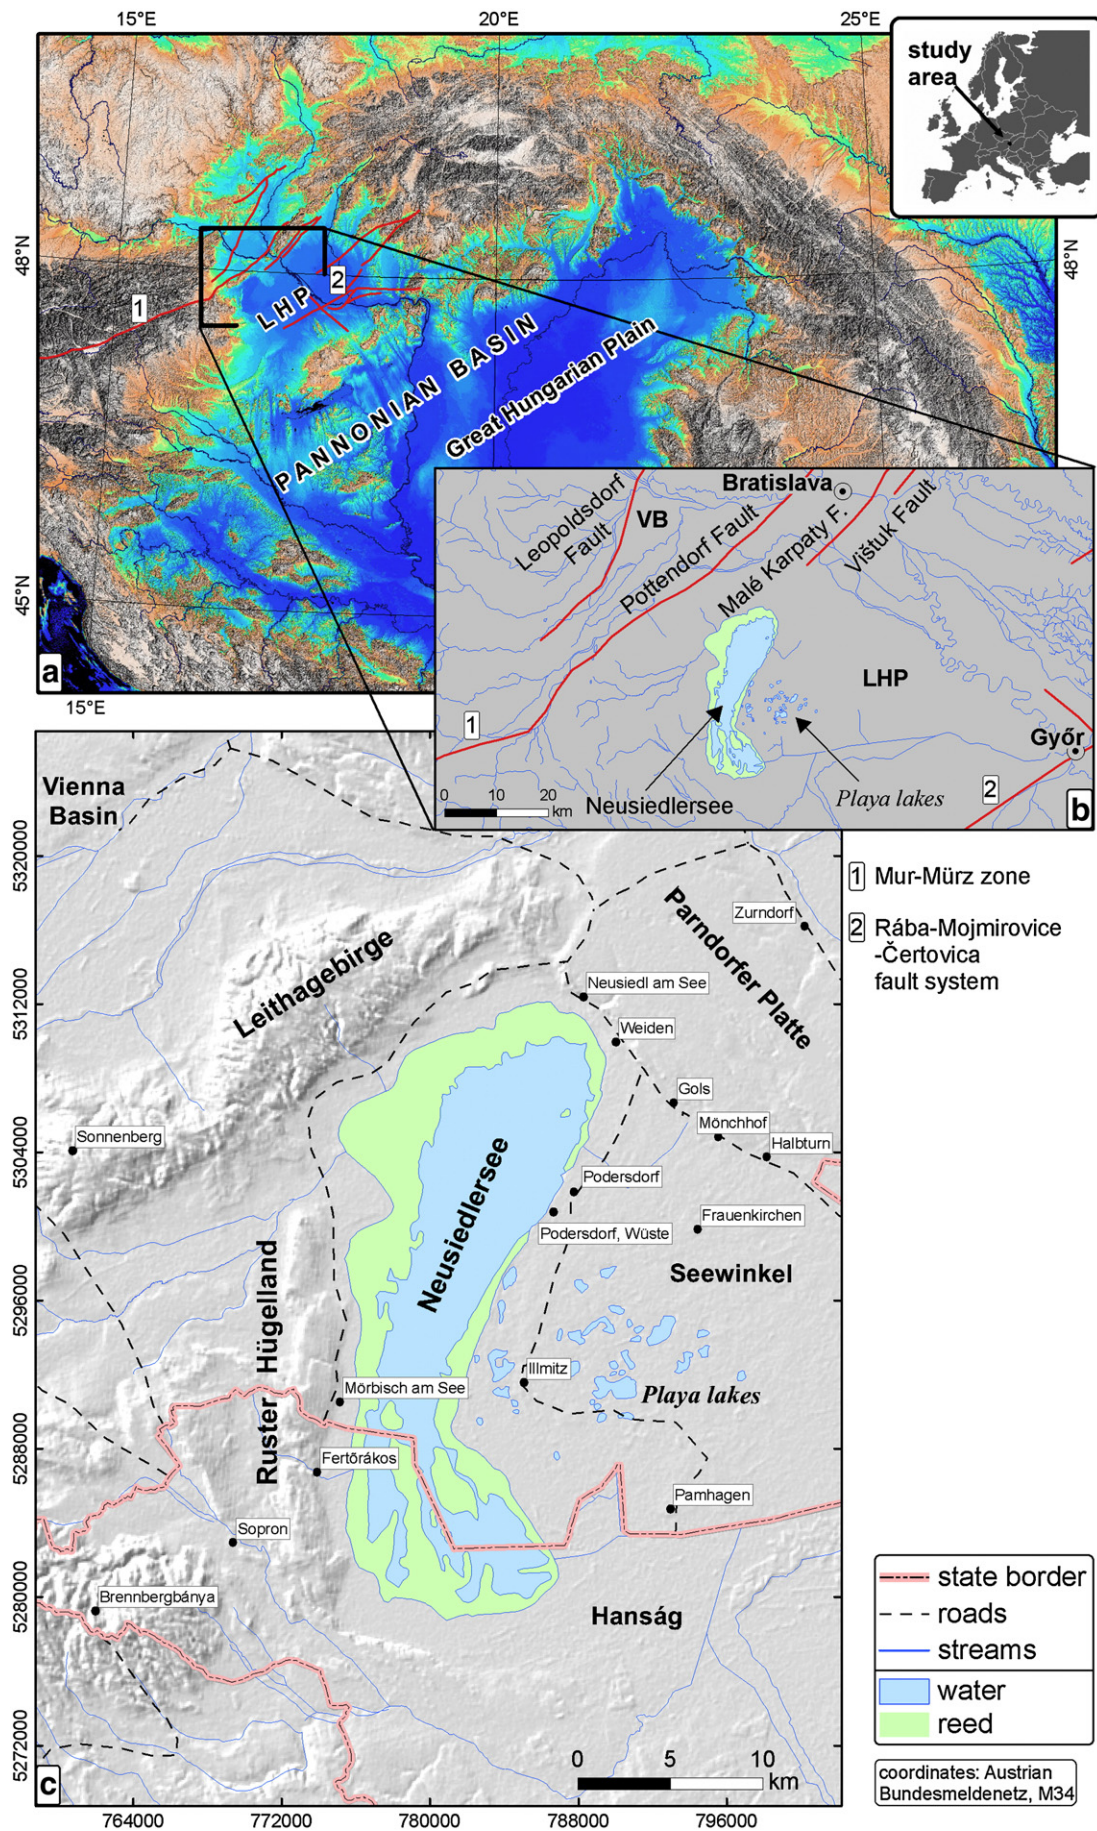 15°E
20°E
25°E
study
area
48°N
48°N
1
2
LHP
PANNONIAN BASIN
Great Hungarian Plain
45°N
a
15°E
Leopoldsdorf
Fault
VB
Bratislava
Pottendorf Fault
Malé Karpaty F.
Vištuk Fault
LHP
1
Győr
2
0 10 20
km
Neusiedlersee
Playa lakes
b
Vienna
Basin
5320000
5312000
5304000
5296000
5288000
5280000
5272000
Parndorfer Platte
Zurndorf
Leithagebirge
Neusiedl am See
Weiden
Gols
Mönchhof
Halbturn
Sonnenberg
Neusiedlersee
Podersdorf
Podersdorf, Wüste
Frauenkirchen
Seewinkel
Ruster Hügelland
Illmitz
Playa lakes
Mörbisch am See
Fertõrákos
Pamhagen
Sopron
Brennbergbánya
Hanság
0 5 10
km
c
764000
772000
780000
788000
796000
1 Mur-Mürz zone
2 Rába-Mojmirovice
-Čertovica
fault system
state border
roads
streams
water
reed
coordinates: Austrian
Bundesmeldenetz, M34